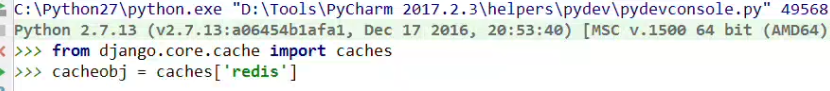 C:\Python27\python.exe "D:\Tools\PyCharm 2017.2.3\helpers\pydev\pydevconsole.py" 49568
Python 2.7.13 (v2.7.13:a06454b1afa1, Dec 17 2016, 20:53:40) [MSC v.1500 64 bit (AMD64)
>>> from django.core.cache import caches
>>> cacheobj = caches['redis']